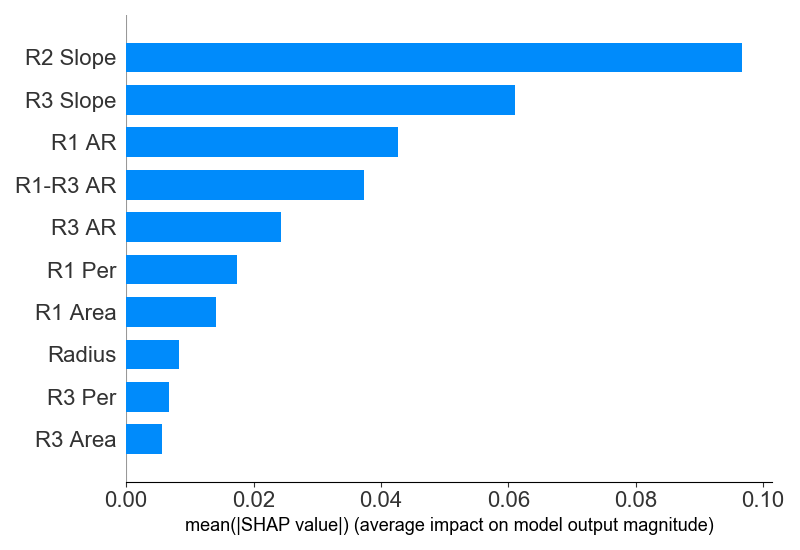 R2 Slope
R3 Slope
R1 AR
R1-R3 AR
R3 AR
R1 Per
R1 Area
Radius
R3 Per
R3 Area
0.00 0.02 0.04 0.06 0.08 0.10
mean(|SHAP value|) (average impact on model output magnitude)